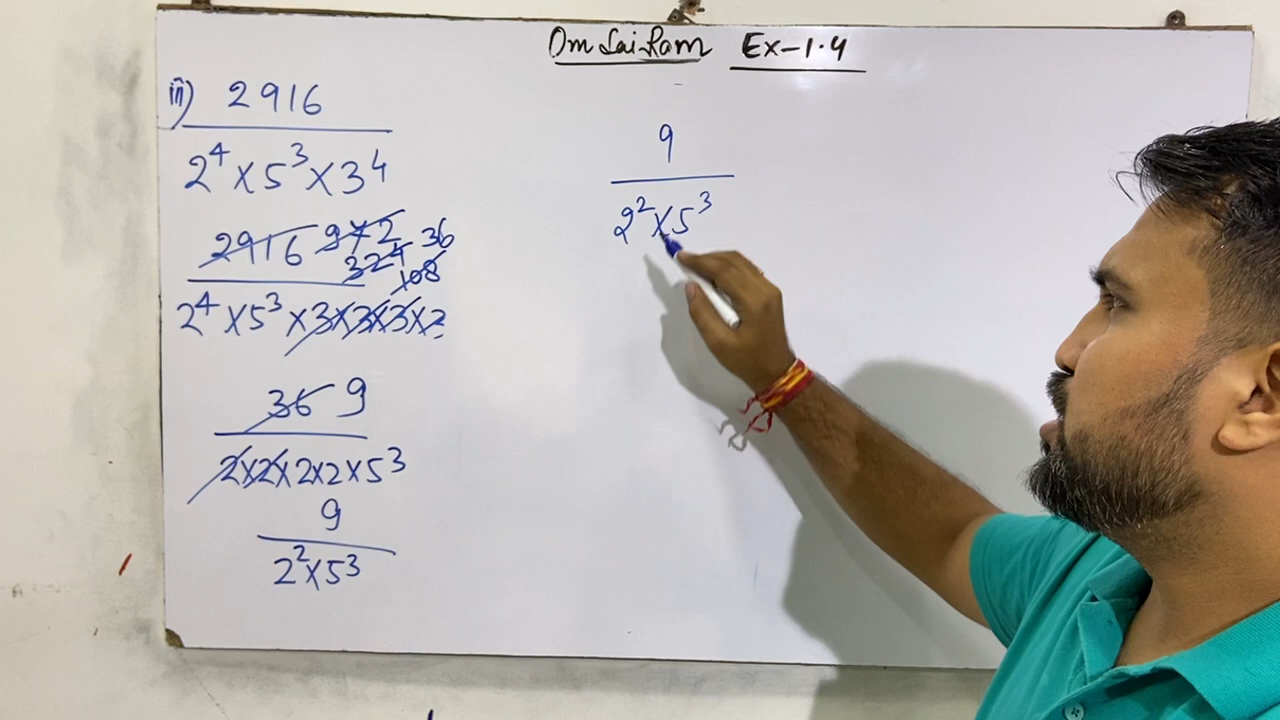 Om Sai Ram Ex-1.4
iii) 2916
2⁴×5³×3⁴
2916 972 324 108 36
2⁴×5³×3×3×3×3
36 9
2×2×2×2×5³
9
2²×5³
9
2²×5³